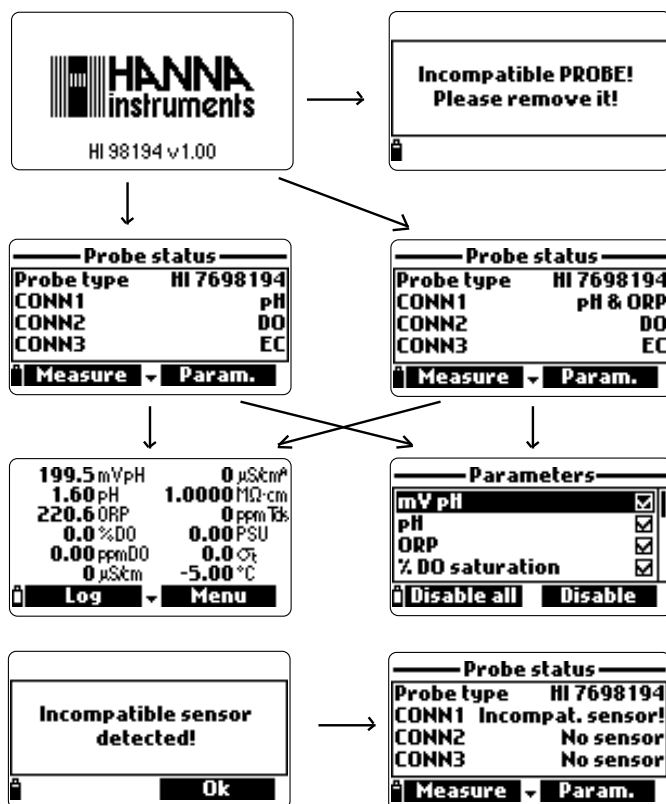 HANNA
instruments
HI 98194 v1.00
Incompatible PROBE!
Please remove it!
Probe status
Probe type HI 7698194
CONN1 pH
CONN2 DO
CONN3 EC
Measure Param.
Probe status
Probe type HI 7698194
CONN1 pH & ORP
CONN2 DO
CONN3 EC
Measure Param.
199.5 mVpH 0 µS/cmᴬ
1.60 pH 1.0000 MΩ·cm
220.6 ORP 0 ppm Tds
0.0 %DO 0.00 PSU
0.00 ppmDO 0.0 σt
0 µS/cm -5.00 °C
Log Menu
Parameters
mV pH
pH
ORP
% DO saturation
Disable all Disable
Incompatible sensor
detected!
Ok
Probe status
Probe type HI 7698194
CONN1 Incompat. sensor!
CONN2 No sensor
CONN3 No sensor
Measure Param.